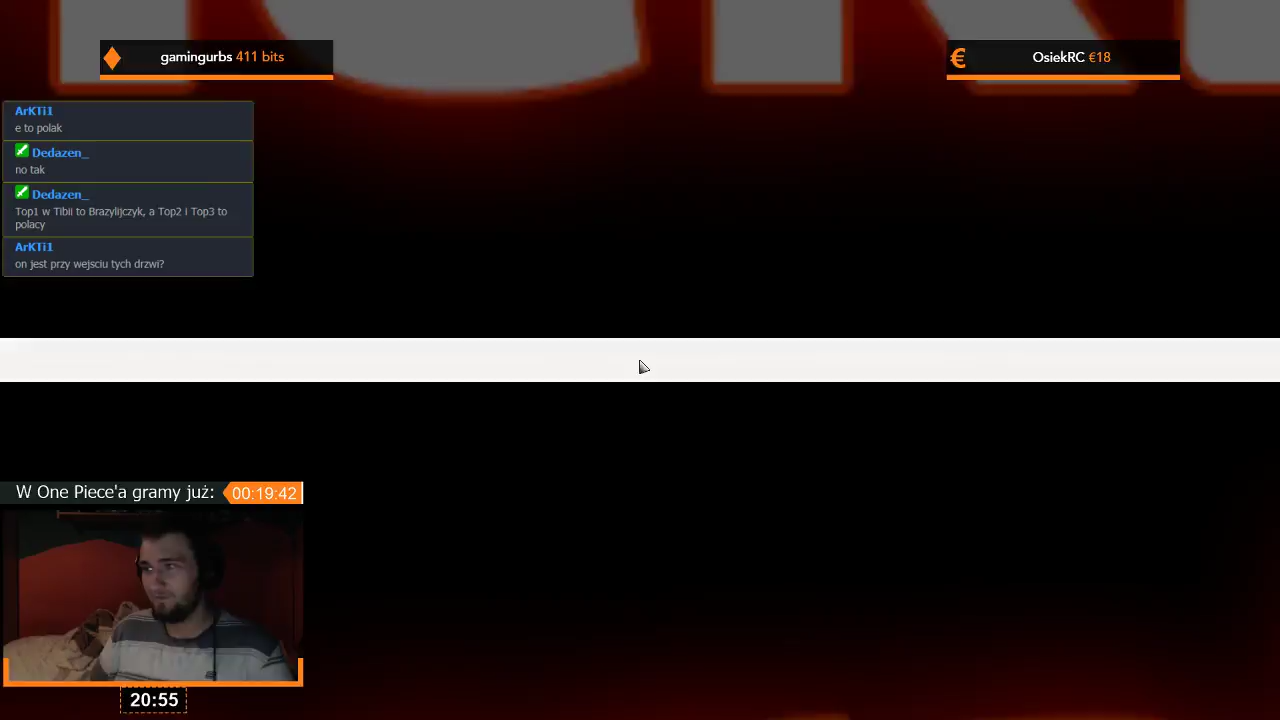 gamingurbs 411 bits
€ OsiekRC €18
ArKTi1
e to polak
Dedazen_
no tak
Dedazen_
Top1 w Tibii to Brazylijczyk, a Top2 i Top3 to
polacy
ArKTi1
on jest przy wejsciu tych drzwi?
W One Piece'a gramy już: 00:19:42
20:55